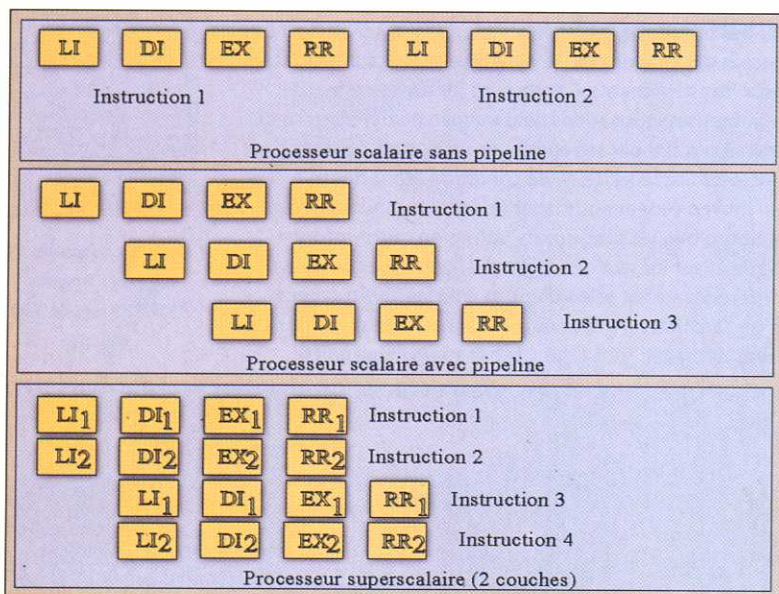 LI DI EX RR LI DI EX RR
Instruction 1 Instruction 2
Processeur scalaire sans pipeline
LI DI EX RR Instruction 1
LI DI EX RR Instruction 2
LI DI EX RR Instruction 3
Processeur scalaire avec pipeline
LI1 DI1 EX1 RR1 Instruction 1
LI2 DI2 EX2 RR2 Instruction 2
LI1 DI1 EX1 RR1 Instruction 3
LI2 DI2 EX2 RR2 Instruction 4
Processeur superscalaire (2 couches)